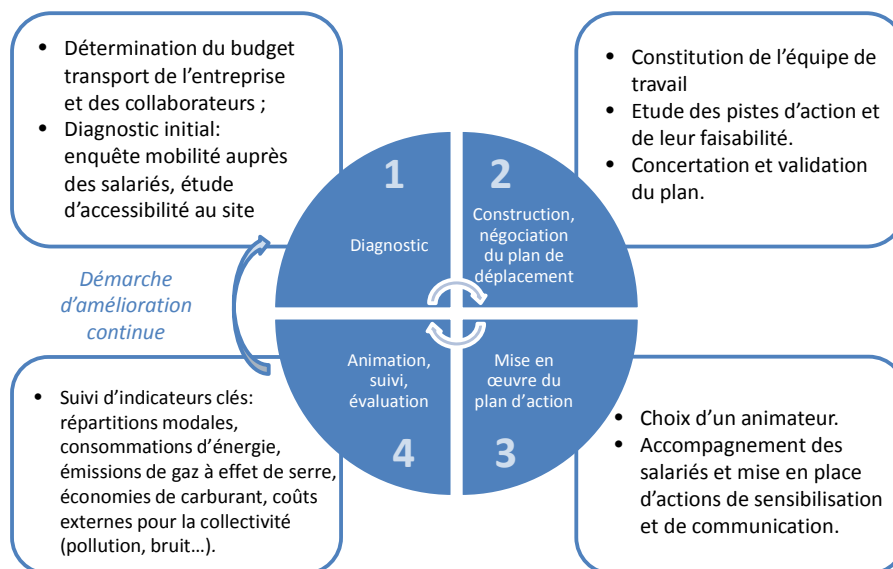 • Détermination du budget
transport de l'entreprise
et des collaborateurs ;
• Diagnostic initial:
enquête mobilité auprès
des salariés, étude
d'accessibilité au site
• Constitution de l'équipe de
travail
• Etude des pistes d'action et
de leur faisabilité.
• Concertation et validation
du plan.
1
Diagnostic
2
Construction,
négociation
du plan de
déplacement
Démarche
d'amélioration
continue
Animation,
suivi,
évaluation
4
Mise en
œuvre du
plan d'action
3
• Suivi d'indicateurs clés:
répartitions modales,
consommations d'énergie,
émissions de gaz à effet de serre,
économies de carburant, coûts
externes pour la collectivité
(pollution, bruit…).
• Choix d'un animateur.
• Accompagnement des
salariés et mise en place
d'actions de sensibilisation
et de communication.